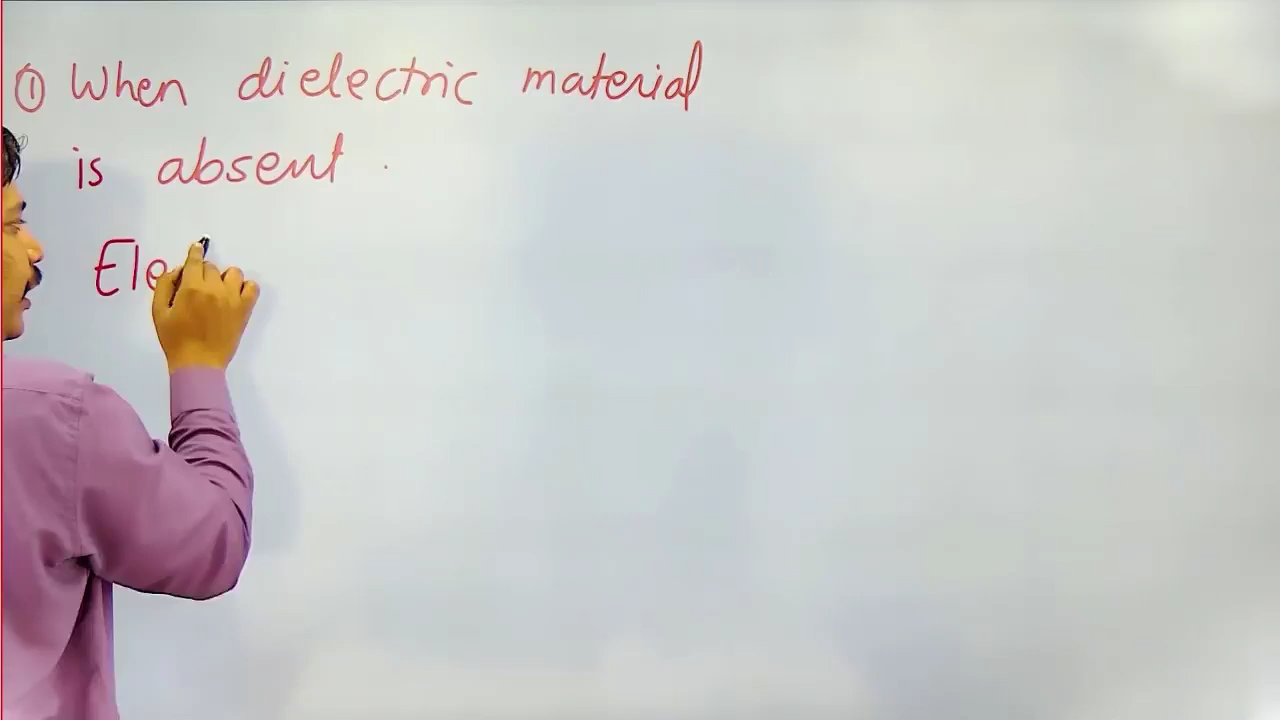 ① When dielectric material
is absent.
Ele